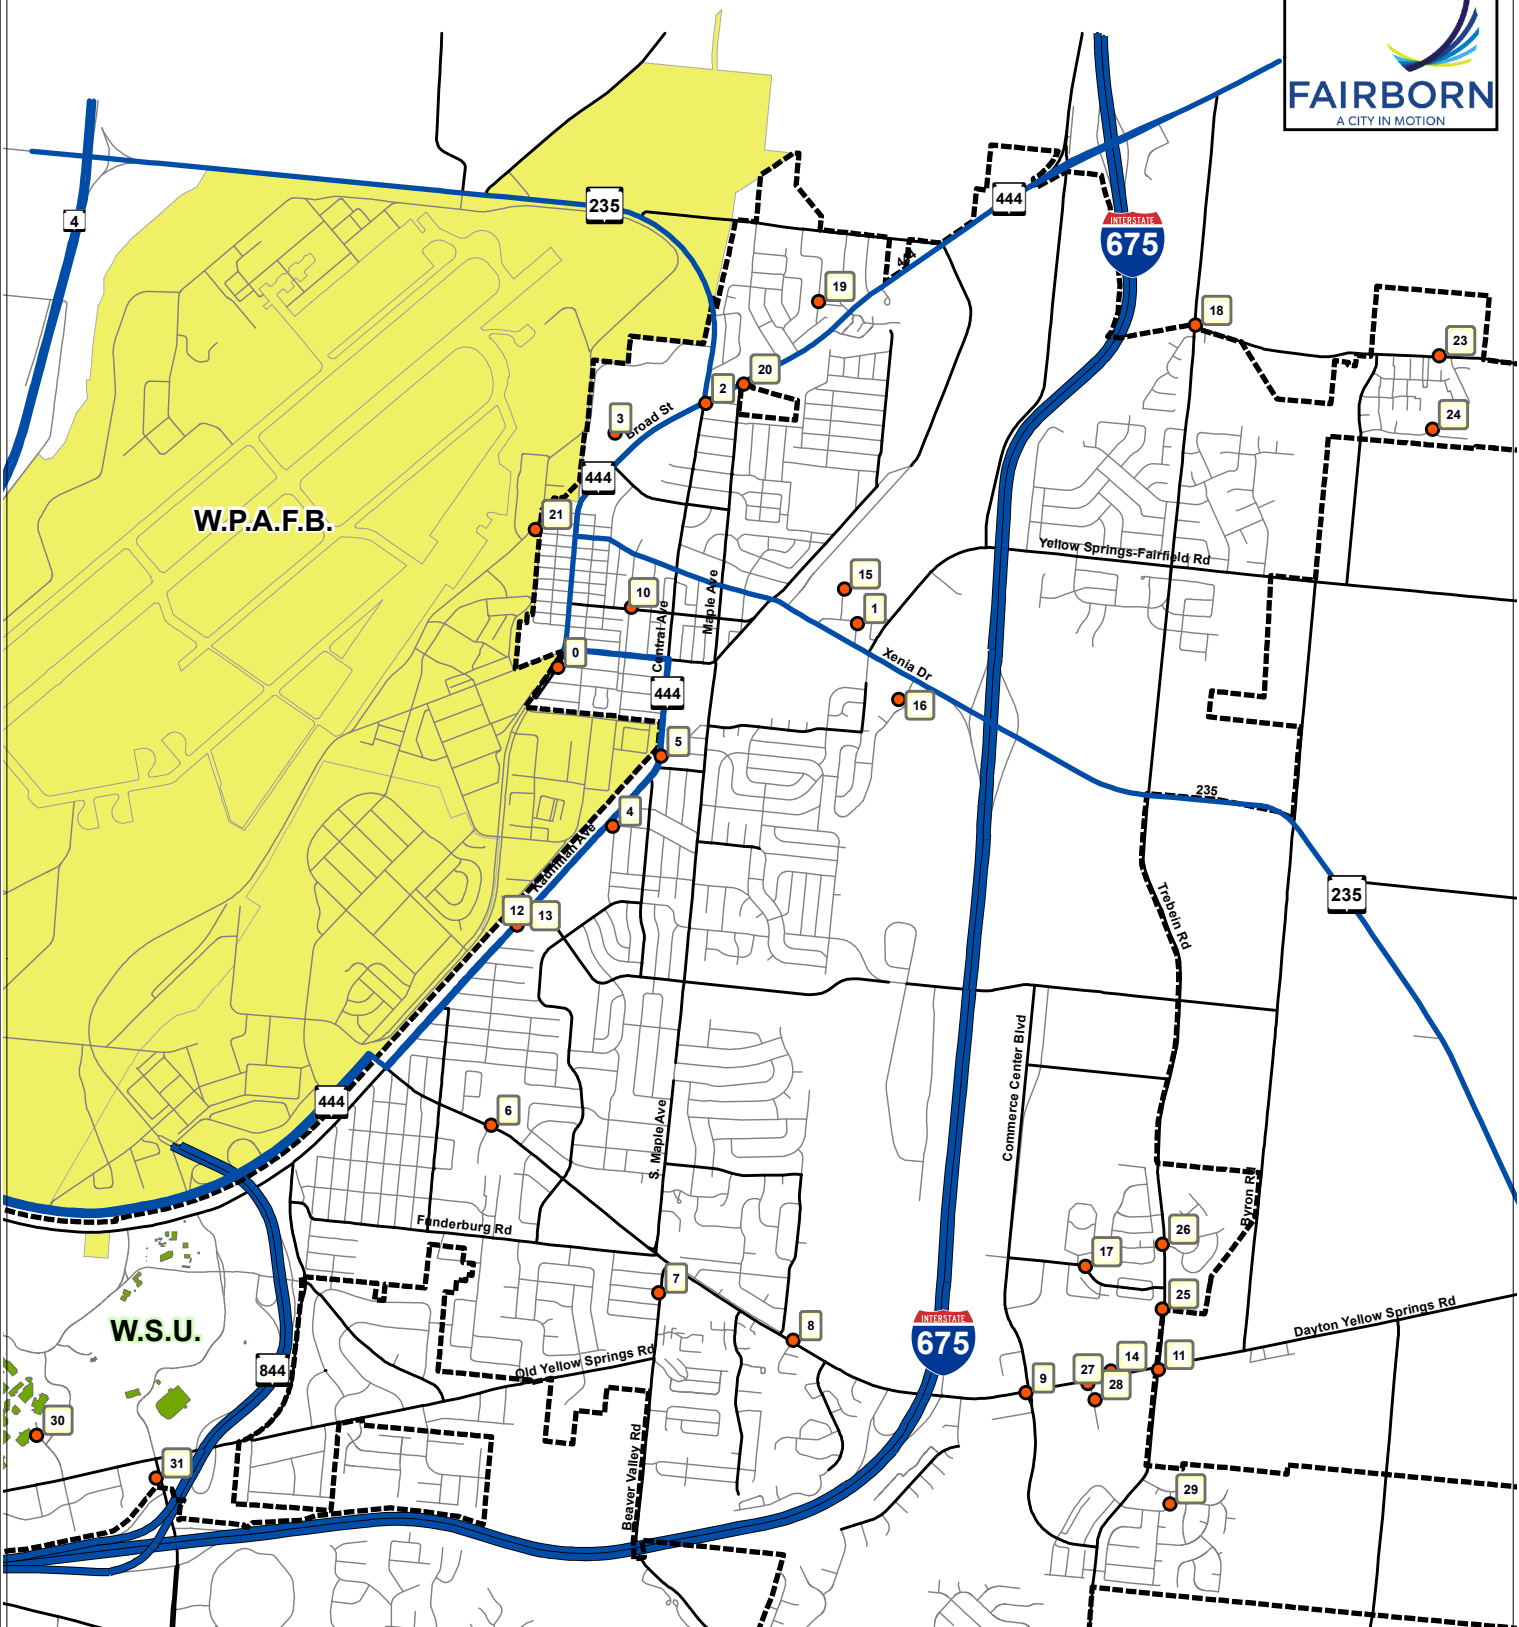 FAIRBORN
A CITY IN MOTION
4
235
444
INTERSTATE
675
444
19
18
23
20
2
3
Broad St
24
444
W.P.A.F.B.
21
Yellow Springs-Fairfield Rd
15
10
1
Maple Ave
Central Ave
0
Xenia Dr
444
16
5
235
4
Kauffman Ave
Trebein Rd
235
12
13
Commerce Center Blvd
444
6
S. Maple Ave
Byron Rd
Funderburg Rd
26
17
7
25
W.S.U.
8
INTERSTATE
675
Dayton Yellow Springs Rd
Old Yellow Springs Rd
844
14
11
9
27
28
30
Beaver Valley Rd
31
29